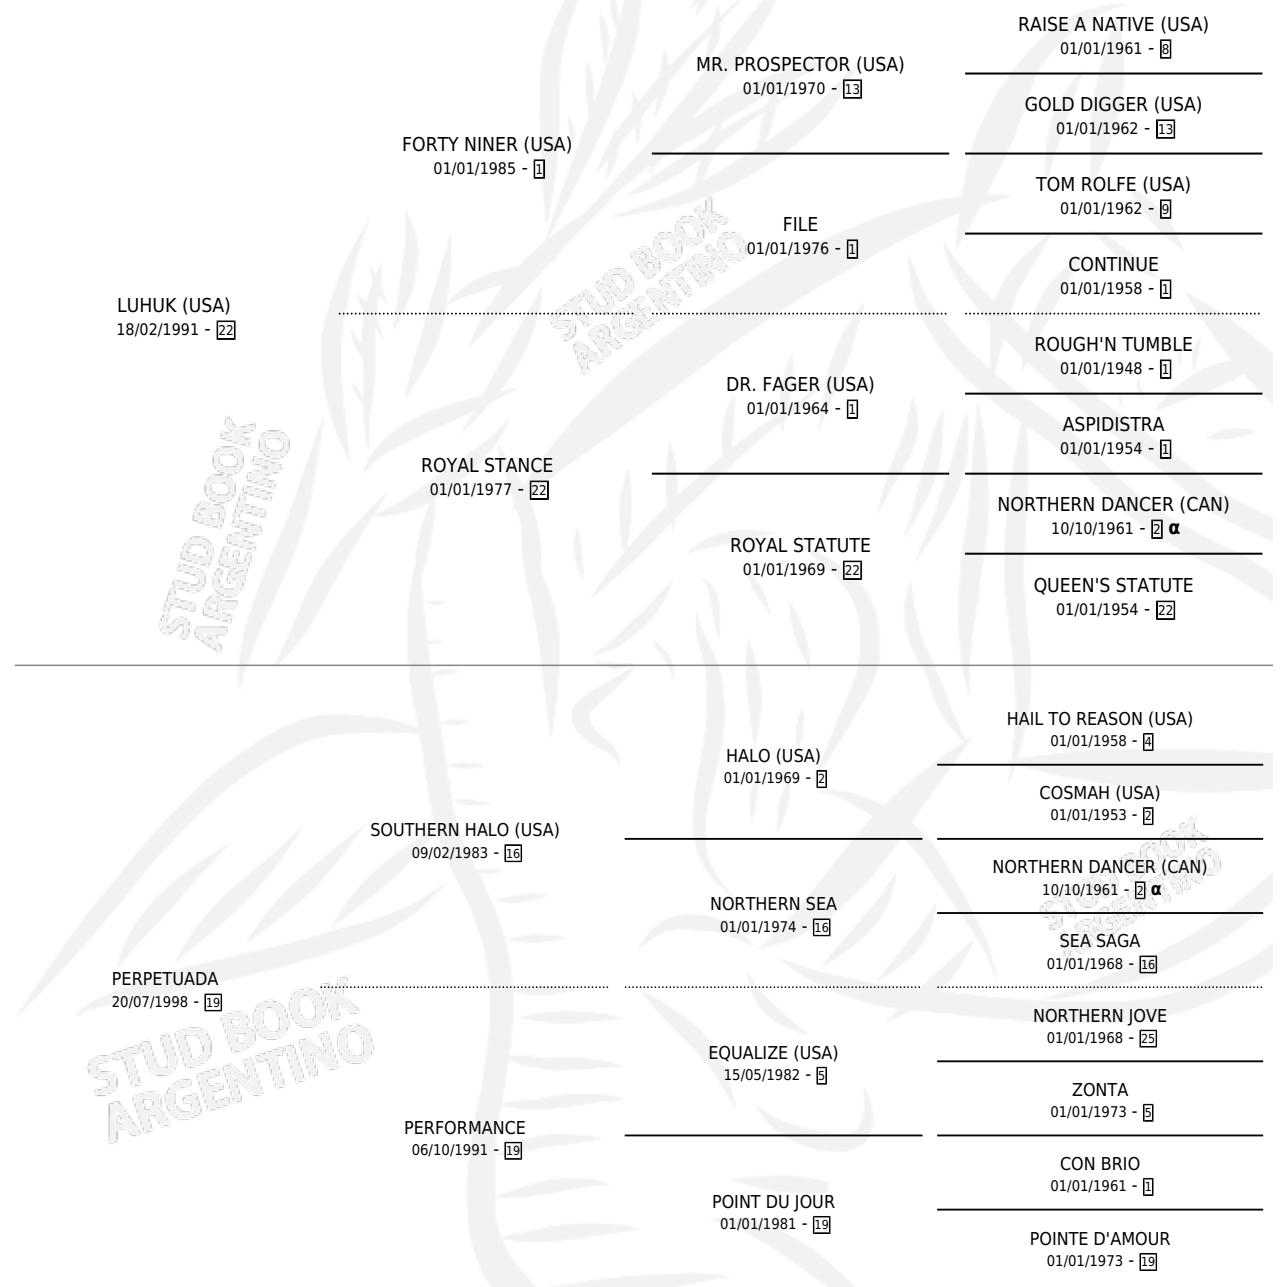 RAISE A NATIVE (USA)
01/01/1961 - 8
MR. PROSPECTOR (USA)
01/01/1970 - 13
GOLD DIGGER (USA)
01/01/1962 - 13
FORTY NINER (USA)
01/01/1985 - 1
TOM ROLFE (USA)
01/01/1962 - 9
FILE
01/01/1976 - 1
CONTINUE
01/01/1958 - 1
LUHUK (USA)
18/02/1991 - 22
ROUGH'N TUMBLE
01/01/1948 - 1
DR. FAGER (USA)
01/01/1964 - 1
ASPIDISTRA
01/01/1954 - 1
ROYAL STANCE
01/01/1977 - 22
NORTHERN DANCER (CAN)
10/10/1961 - 2 α
ROYAL STATUTE
01/01/1969 - 22
QUEEN'S STATUTE
01/01/1954 - 22
HAIL TO REASON (USA)
01/01/1958 - 4
HALO (USA)
01/01/1969 - 2
COSMAH (USA)
01/01/1953 - 2
SOUTHERN HALO (USA)
09/02/1983 - 16
NORTHERN DANCER (CAN)
10/10/1961 - 2 α
NORTHERN SEA
01/01/1974 - 16
SEA SAGA
01/01/1968 - 16
PERPETUADA
20/07/1998 - 19
NORTHERN JOVE
01/01/1968 - 25
EQUALIZE (USA)
15/05/1982 - 5
ZONTA
01/01/1973 - 5
PERFORMANCE
06/10/1991 - 19
CON BRIO
01/01/1961 - 1
POINT DU JOUR
01/01/1981 - 19
POINTE D'AMOUR
01/01/1973 - 19
STUD BOOK
ARGENTINO
STUD BOOK
ARGENTINO
STUD BOOK
ARGENTINO
STUD BOOK
ARGENTINO